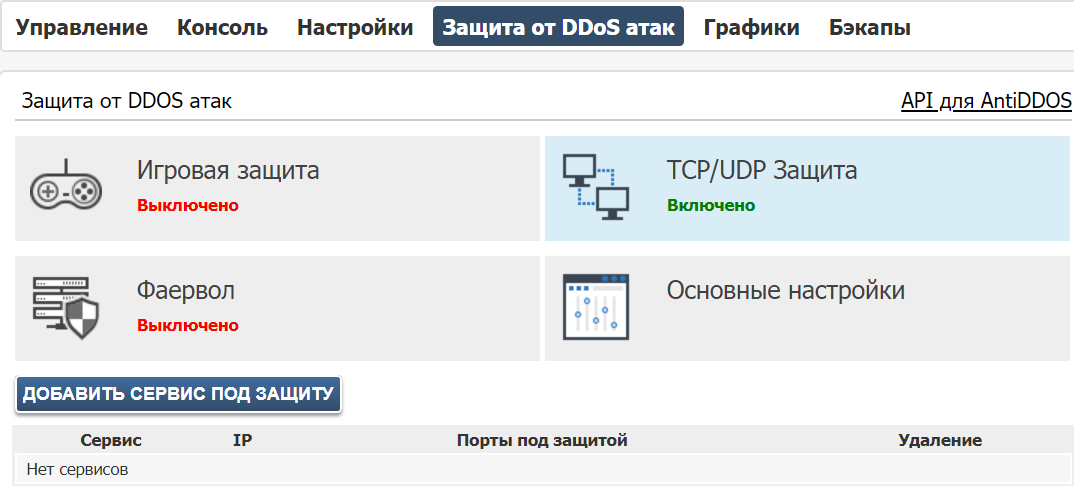 Управление Консоль Настройки Защита от DDoS атак Графики Бэкапы
Защита от DDOS атак API для AntiDDOS
Игровая защита TCP/UDP Защита
Выключено Включено
Фаервол Основные настройки
Выключено
ДОБАВИТЬ СЕРВИС ПОД ЗАЩИТУ
Сервис IP Порты под защитой Удаление
Нет сервисов